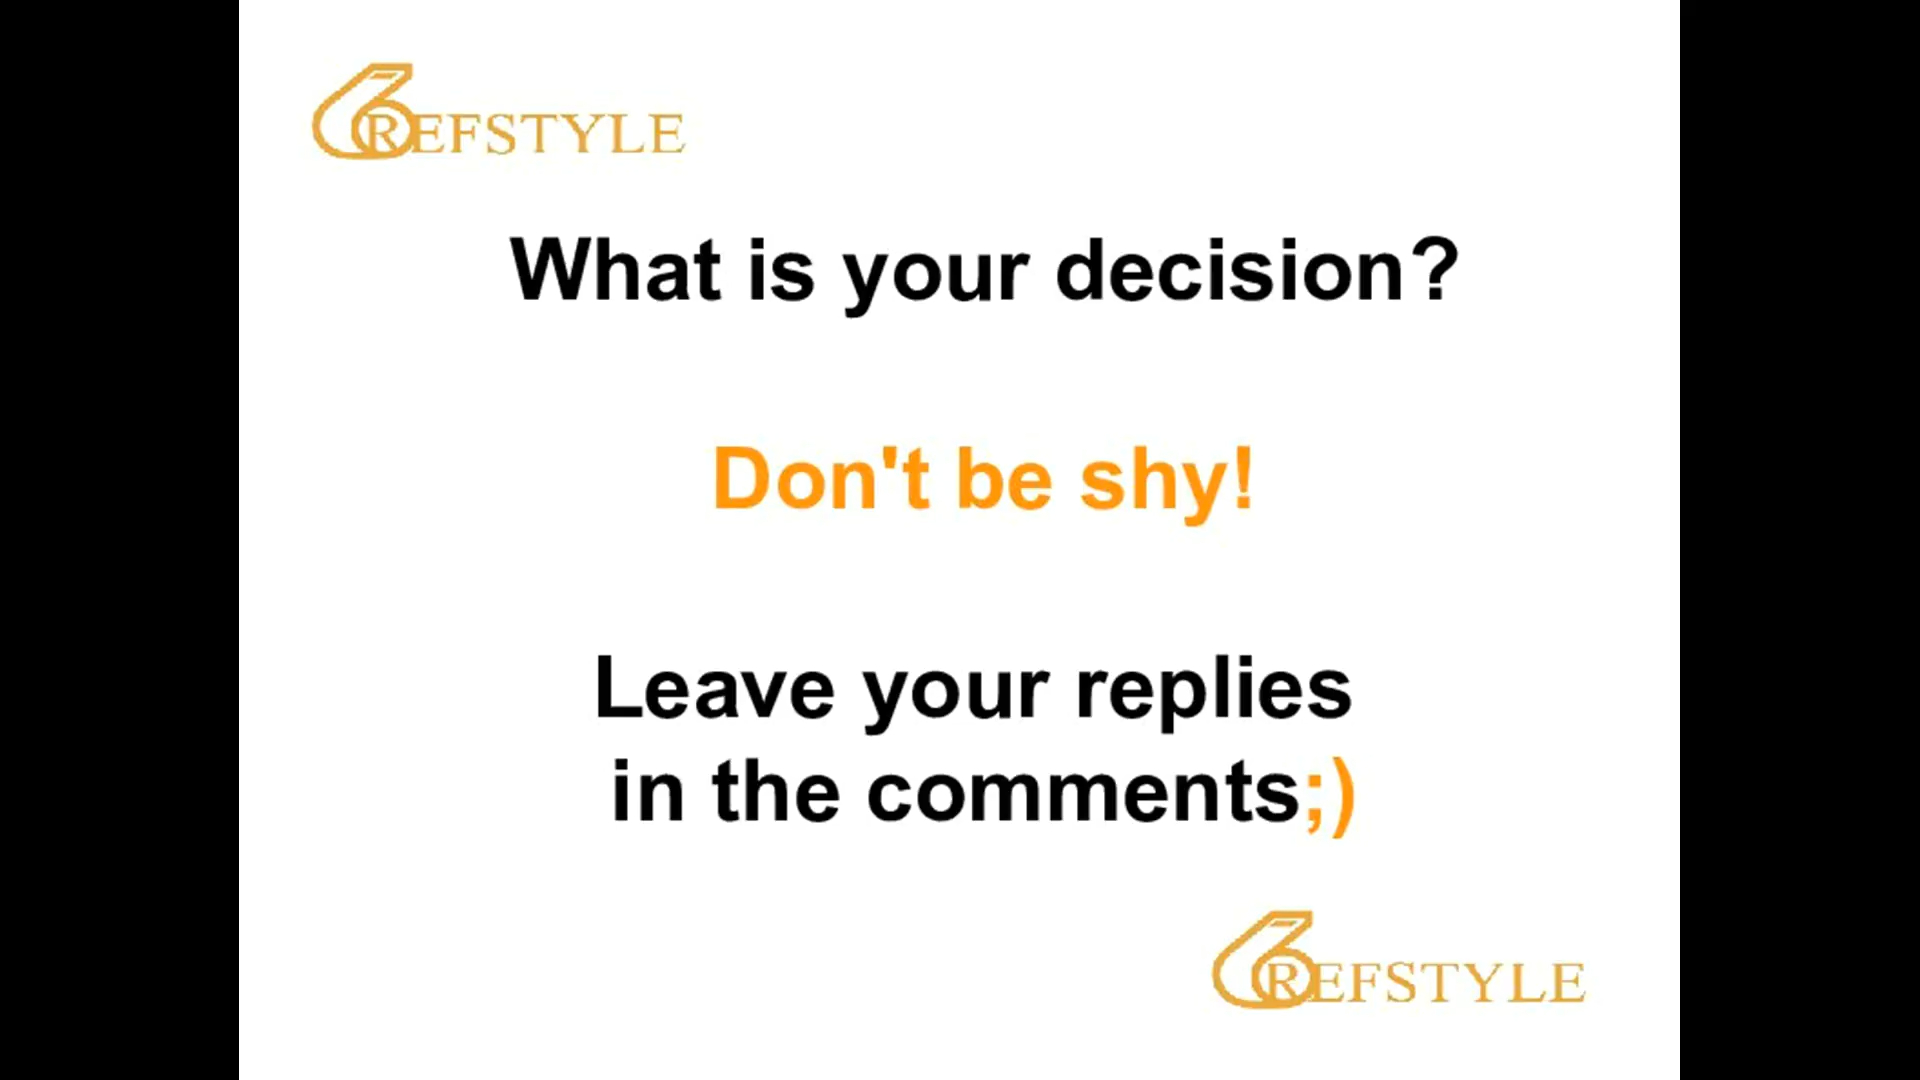 REFSTYLE
What is your decision?
Don't be shy!
Leave your replies
in the comments;)
REFSTYLE